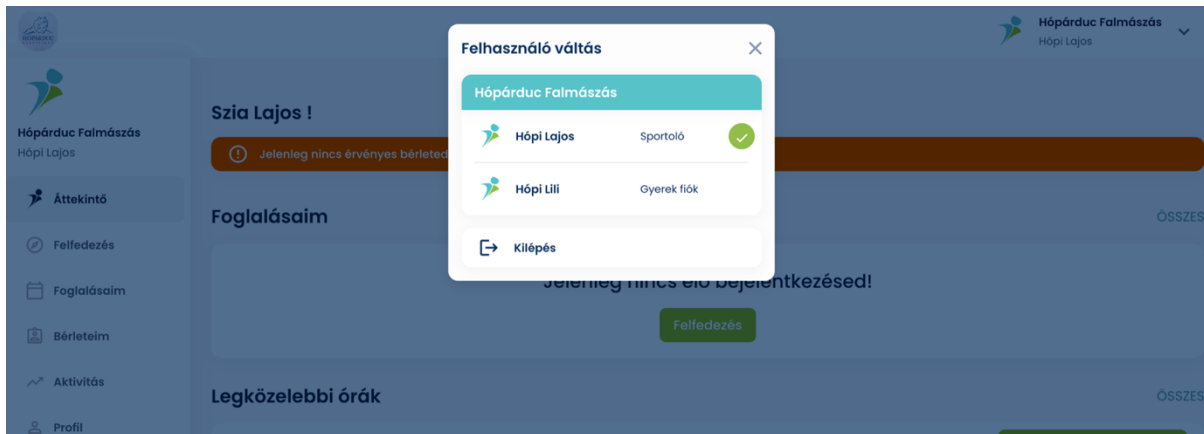 Hópárduc Falmászás
Hópi Lajos
Felhasználó váltás
Hópárduc Falmászás
Hópi Lajos Sportoló
Hópi Lili Gyerek fiók
Kilépés
Hópárduc Falmászás
Hópi Lajos
Áttekintő
Felfedezés
Foglalásaim
Bérleteim
Aktivitás
Profil
Szia Lajos !
Jelenleg nincs érvényes bérleted
Foglalásaim ÖSSZES
Jelenleg nincs élő bejelentkezésed!
Felfedezés
Legközelebbi órák ÖSSZES